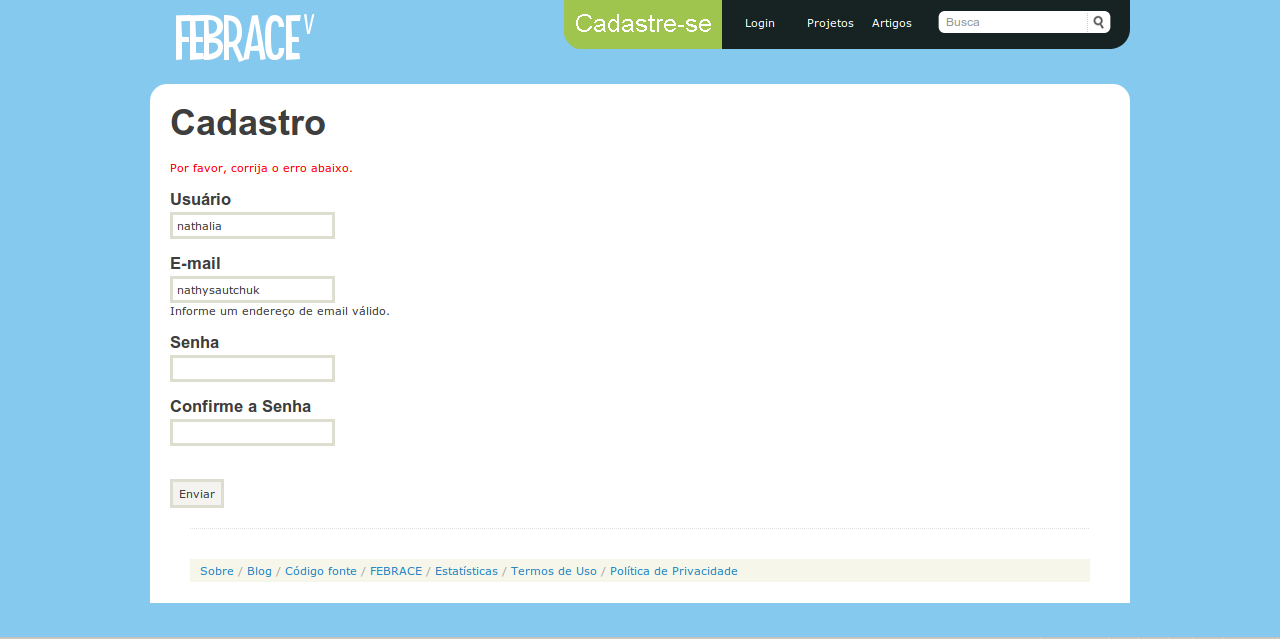 FEBRACE V
Cadastre-se Login Projetos Artigos Busca
Cadastro
Por favor, corrija o erro abaixo.
Usuário
nathalia
E-mail
nathysautchuk
Informe um endereço de email válido.
Senha
Confirme a Senha
Enviar
Sobre / Blog / Código fonte / FEBRACE / Estatísticas / Termos de Uso / Política de Privacidade